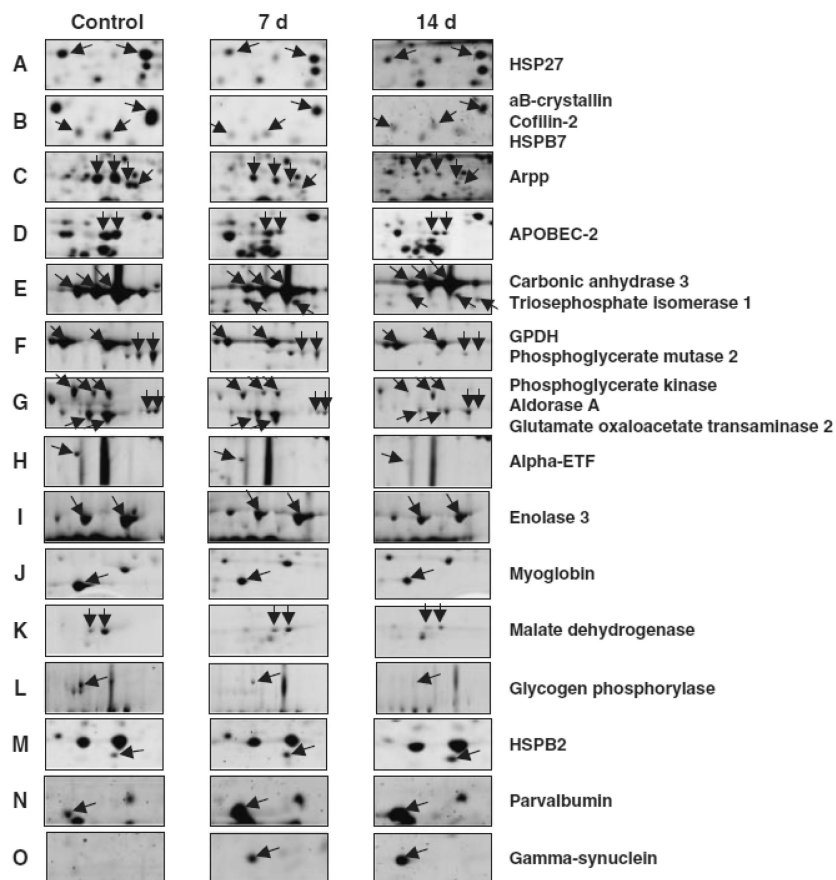 Control 7 d 14 d
A HSP27
aB-crystallin
B Cofilin-2
HSPB7
C Arpp
D APOBEC-2
E Carbonic anhydrase 3
Triosephosphate isomerase 1
F GPDH
Phosphoglycerate mutase 2
G Phosphoglycerate kinase
Aldorase A
Glutamate oxaloacetate transaminase 2
H Alpha-ETF
I Enolase 3
J Myoglobin
K Malate dehydrogenase
L Glycogen phosphorylase
M HSPB2
N Parvalbumin
O Gamma-synuclein